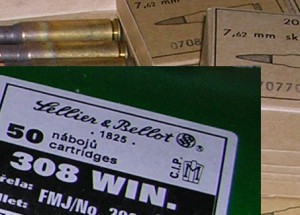 20
7,62 mm
7,62 mm sk
0708
0770
Sellier & Bellot
· 1825 ·
50 nábojů
cartridges
C.I.P.
308 WIN.
FMJ/No.